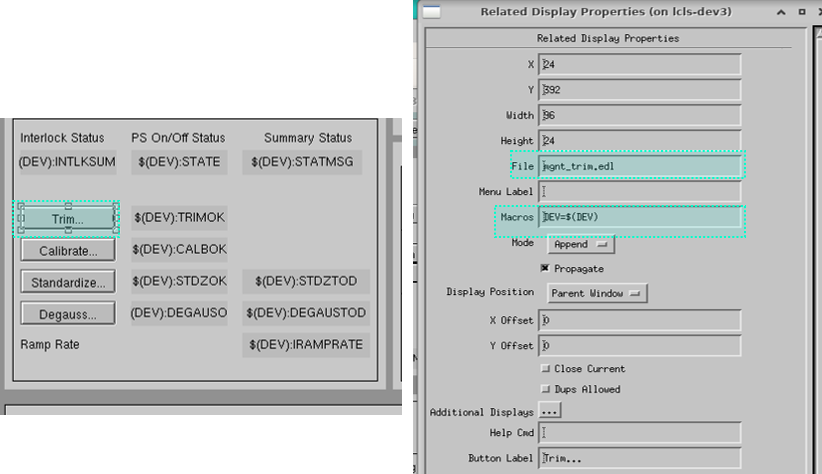 Interlock Status PS On/Off Status Summary Status
(DEV):INTLKSUM $(DEV):STATE $(DEV):STATMSG
Trim... $(DEV):TRIMOK
Calibrate... $(DEV):CALBOK
Standardize... $(DEV):STDZOK $(DEV):STDZTOD
Degauss... (DEV):DEGAUSO $(DEV):DEGAUSTOD
Ramp Rate $(DEV):IRAMPRATE
Related Display Properties (on lcls-dev3)
Related Display Properties
X 24
Y 392
Width 96
Height 24
File mgnt_trim.edl
Menu Label
Macros DEV=$(DEV)
Mode Append
Propagate
Display Position Parent Window
X Offset 0
Y Offset 0
Close Current
Dups Allowed
Additional Displays ...
Help Cmd
Button Label Trim...